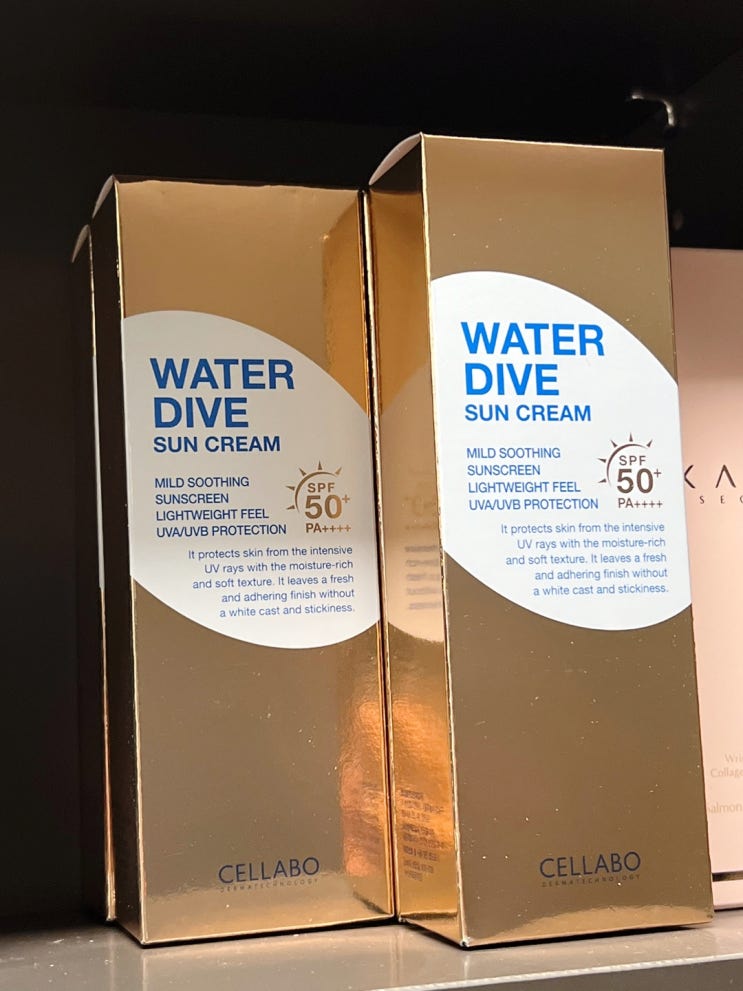 WATER
DIVE
SUN CREAM
MILD SOOTHING
SUNSCREEN
LIGHTWEIGHT FEEL
UVA/UVB PROTECTION
SPF
50+
PA++++
It protects skin from the intensive
UV rays with the moisture-rich
and soft texture. It leaves a fresh
and adhering finish without
a white cast and stickiness.
CELLABO
DERMATECHNOLOGY
WATER
DIVE
SUN CREAM
MILD SOOTHING
SUNSCREEN
LIGHTWEIGHT FEEL
UVA/UVB PROTECTION
SPF
50+
PA++++
It protects skin from the intensive
UV rays with the moisture-rich
and soft texture. It leaves a fresh
and adhering finish without
a white cast and stickiness.
CELLABO
DERMATECHNOLOGY